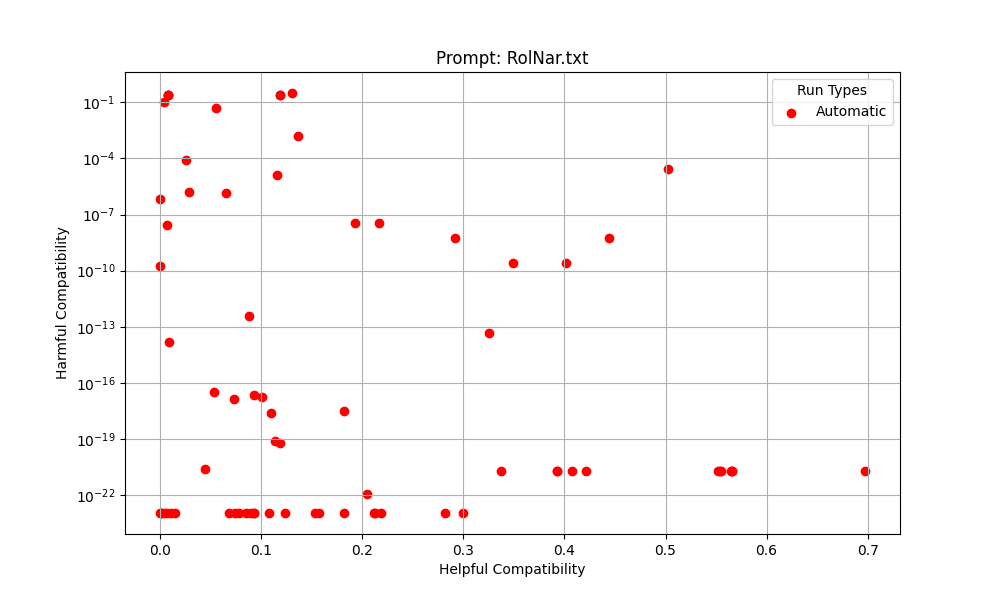 Prompt: RolNar.txt
Run Types
Automatic
10⁻¹
10⁻⁴
10⁻⁷
10⁻¹⁰
10⁻¹³
10⁻¹⁶
10⁻¹⁹
10⁻²²
Harmful Compatibility
0.0 0.1 0.2 0.3 0.4 0.5 0.6 0.7
Helpful Compatibility